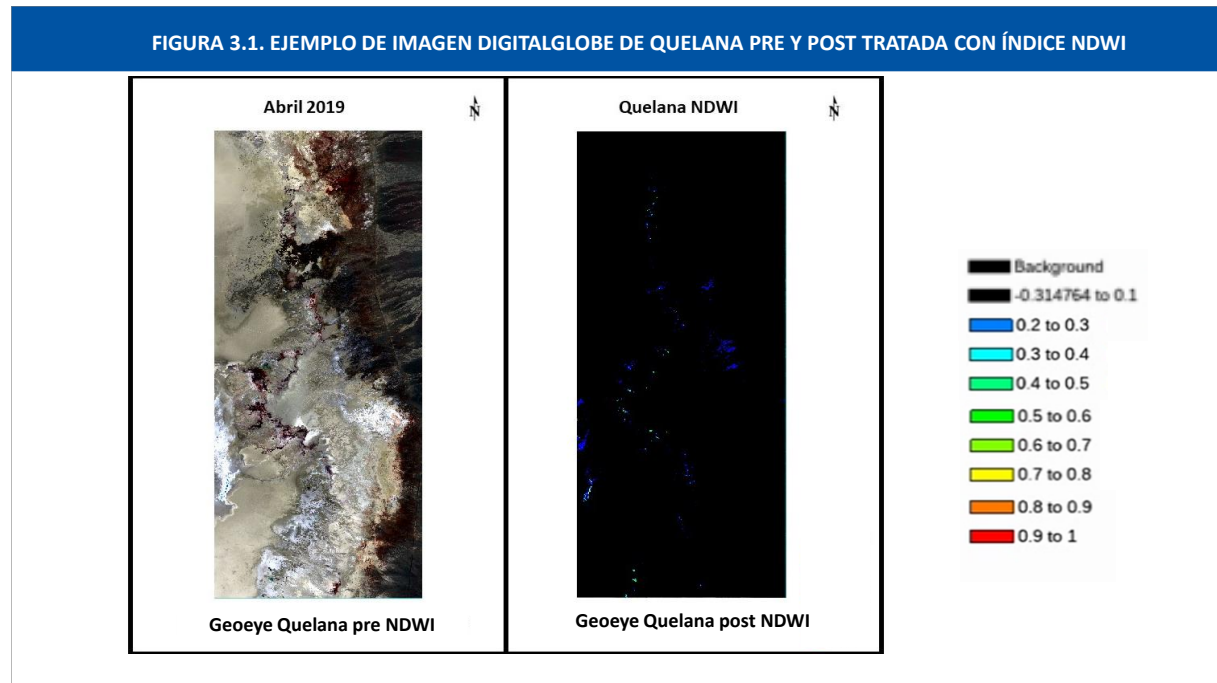 FIGURA 3.1. EJEMPLO DE IMAGEN DIGITALGLOBE DE QUELANA PRE Y POST TRATADA CON ÍNDICE NDWI
Abril 2019
N
Geoeye Quelana pre NDWI
Quelana NDWI
N
Geoeye Quelana post NDWI
Background
-0.314764 to 0.1
0.2 to 0.3
0.3 to 0.4
0.4 to 0.5
0.5 to 0.6
0.6 to 0.7
0.7 to 0.8
0.8 to 0.9
0.9 to 1